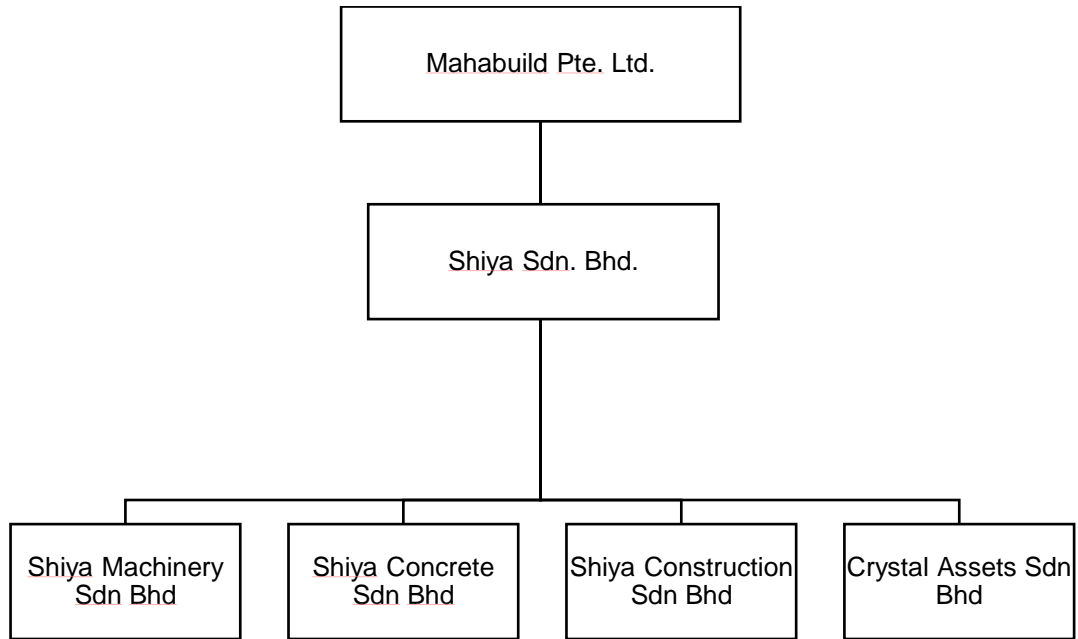 Mahabuild Pte. Ltd.
Shiya Sdn. Bhd.
Shiya Machinery
Sdn Bhd
Shiya Concrete
Sdn Bhd
Shiya Construction
Sdn Bhd
Crystal Assets Sdn
Bhd